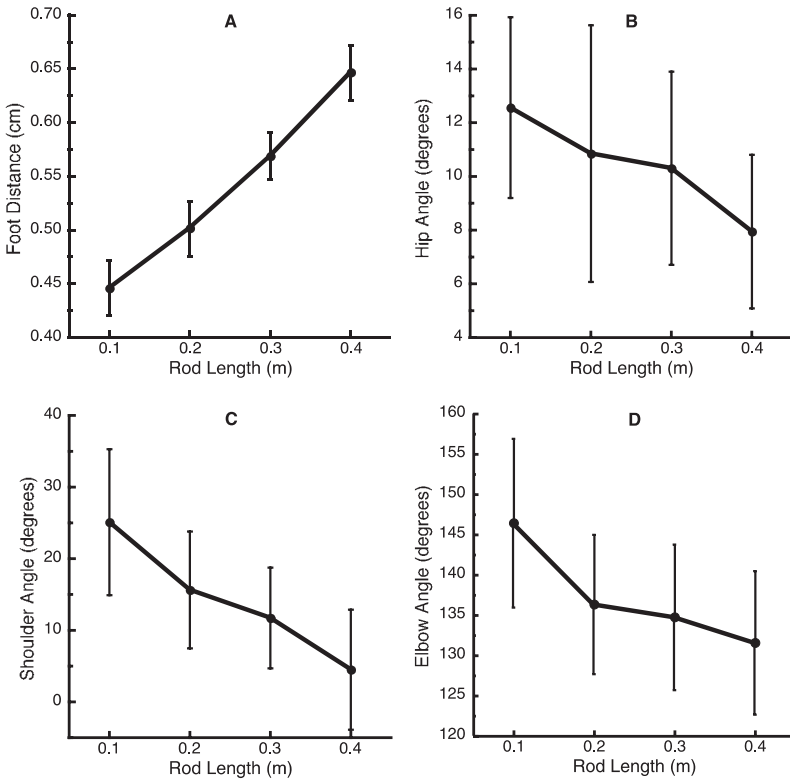 A
Foot Distance (cm)
0.70
0.65
0.60
0.55
0.50
0.45
0.40
0.1 0.2 0.3 0.4
Rod Length (m)
B
Hip Angle (degrees)
16
14
12
10
8
6
4
0.1 0.2 0.3 0.4
Rod Length (m)
C
Shoulder Angle (degrees)
40
30
20
10
0
0.1 0.2 0.3 0.4
Rod Length (m)
D
Elbow Angle (degrees)
160
155
150
145
140
135
130
125
120
0.1 0.2 0.3 0.4
Rod Length (m)